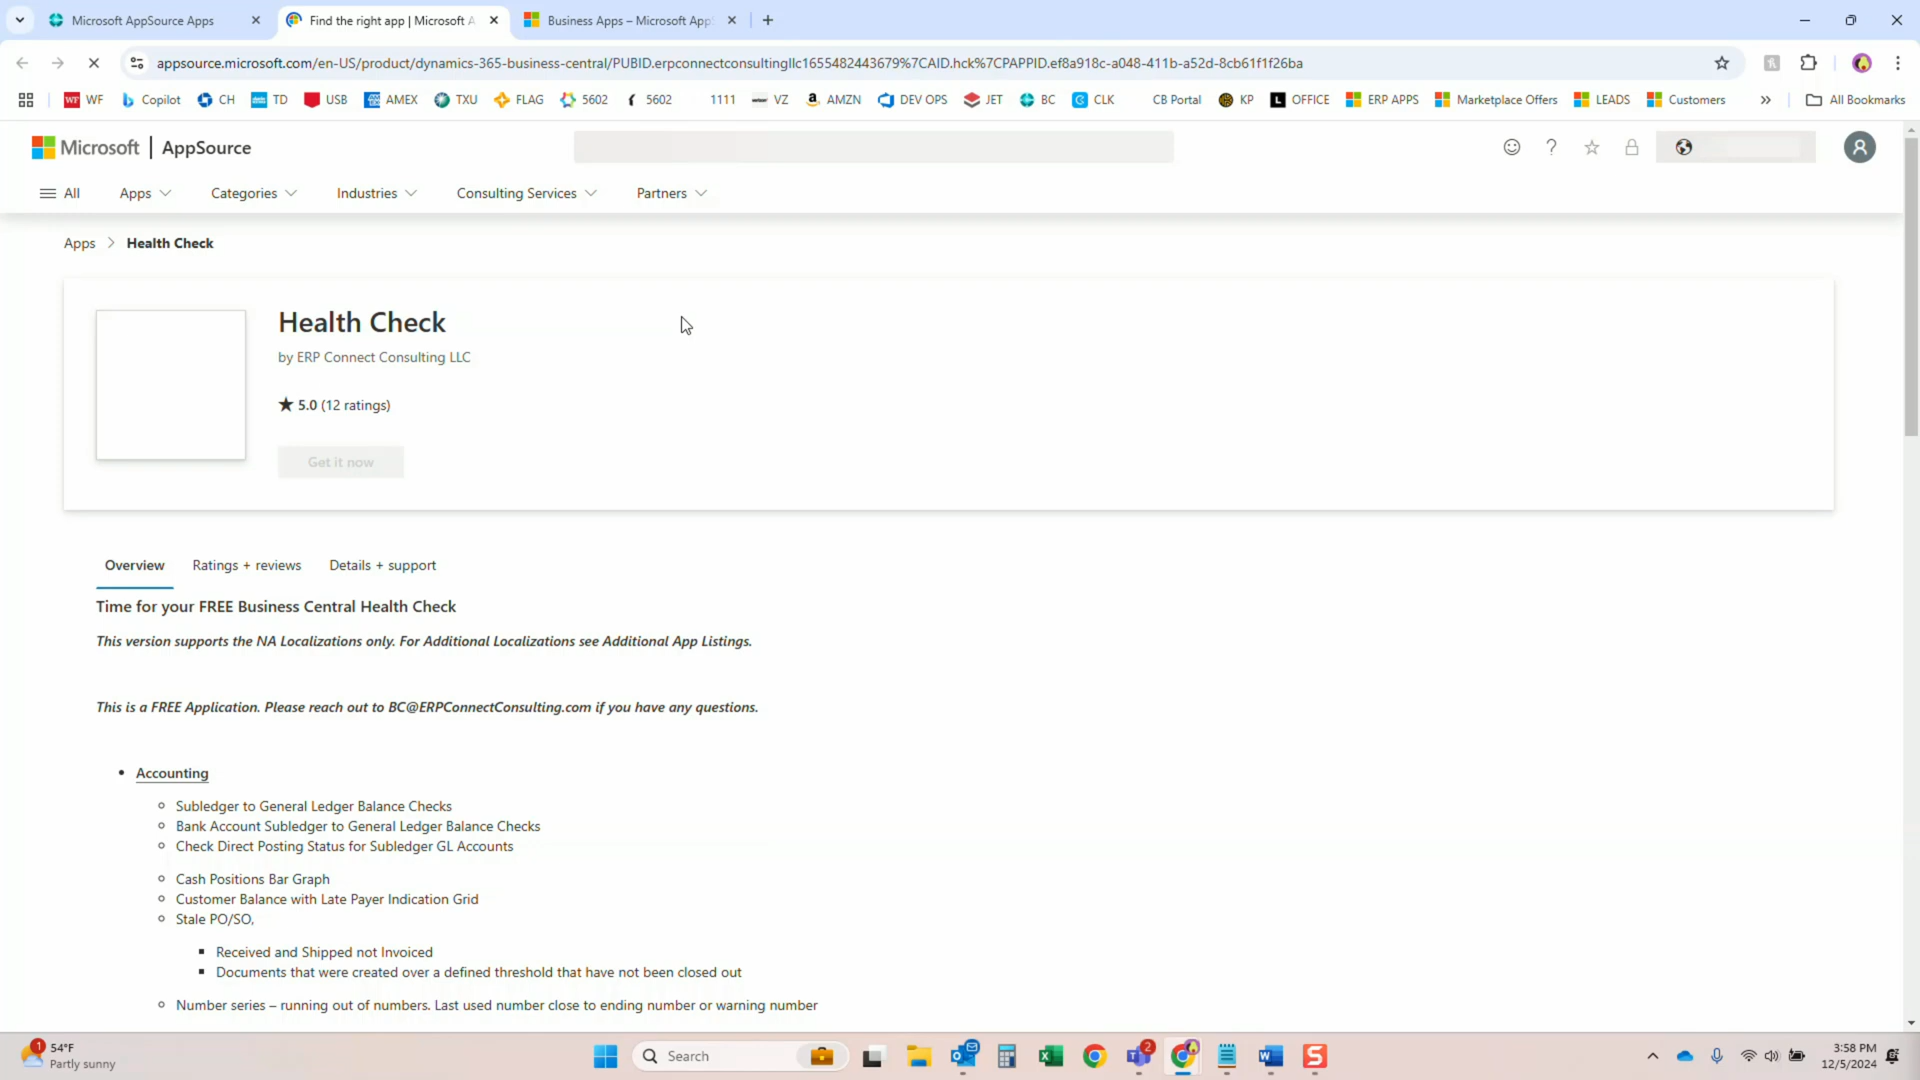 Microsoft AppSource Apps
Find the right app | Microsoft A
Business Apps – Microsoft App
appsource.microsoft.com/en-US/product/dynamics-365-business-central/PUBID.erpconnectconsultingllc1655482443679%7CAID.hck%7CPAPPID.ef8a918c-a048-411b-a52d-8cb61f1f26ba
WF Copilot CH TD USB AMEX TXU FLAG 5602 5602 1111 VZ AMZN DEV OPS JET BC CLK CB Portal KP OFFICE ERP APPS Marketplace Offers LEADS Customers All Bookmarks
Microsoft | AppSource
All Apps Categories Industries Consulting Services Partners
Apps > Health Check
Health Check
by ERP Connect Consulting LLC
★ 5.0 (12 ratings)
Get it now
Overview Ratings + reviews Details + support
Time for your FREE Business Central Health Check
This version supports the NA Localizations only. For Additional Localizations see Additional App Listings.
This is a FREE Application. Please reach out to BC@ERPConnectConsulting.com if you have any questions.
Accounting
Subledger to General Ledger Balance Checks
Bank Account Subledger to General Ledger Balance Checks
Check Direct Posting Status for Subledger GL Accounts
Cash Positions Bar Graph
Customer Balance with Late Payer Indication Grid
Stale PO/SO,
Received and Shipped not Invoiced
Documents that were created over a defined threshold that have not been closed out
Number series – running out of numbers. Last used number close to ending number or warning number
1
54°F
Partly sunny
Search
2
3:58 PM
12/5/2024